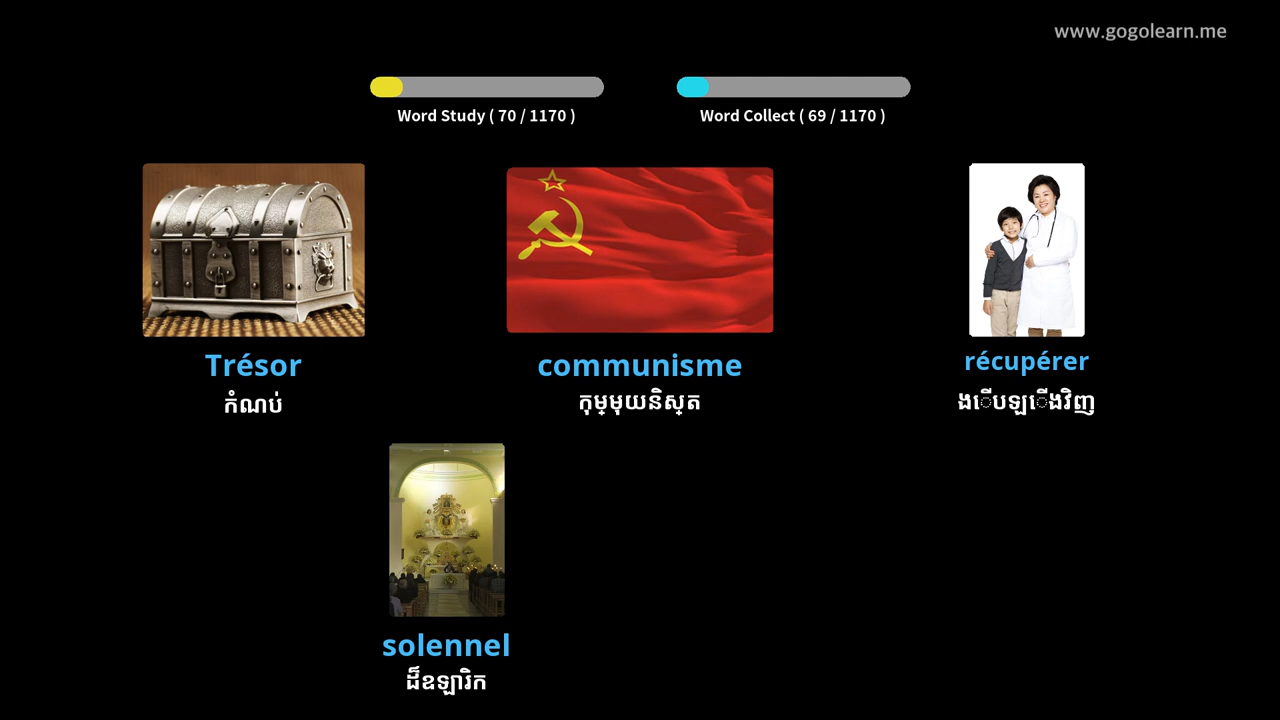 www.gogolearn.me
Word Study ( 70 / 1170 )
Word Collect ( 69 / 1170 )
Trésor
កំណប់
communisme
កុម្មុយនិស្ត
récupérer
ងើបឡើងវិញ
solennel
ដ៏ឧឡារិក